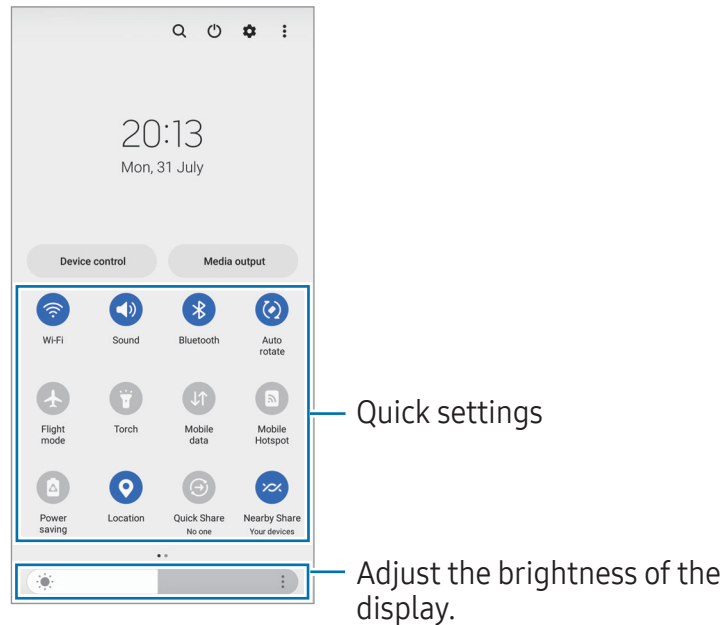 20:13
Mon, 31 July
Device control Media output
Wi-Fi Sound Bluetooth Auto
rotate
Flight Torch Mobile Mobile
mode data Hotspot
Quick settings
Power Location Quick Share Nearby Share
saving No one Your devices
Adjust the brightness of the
display.